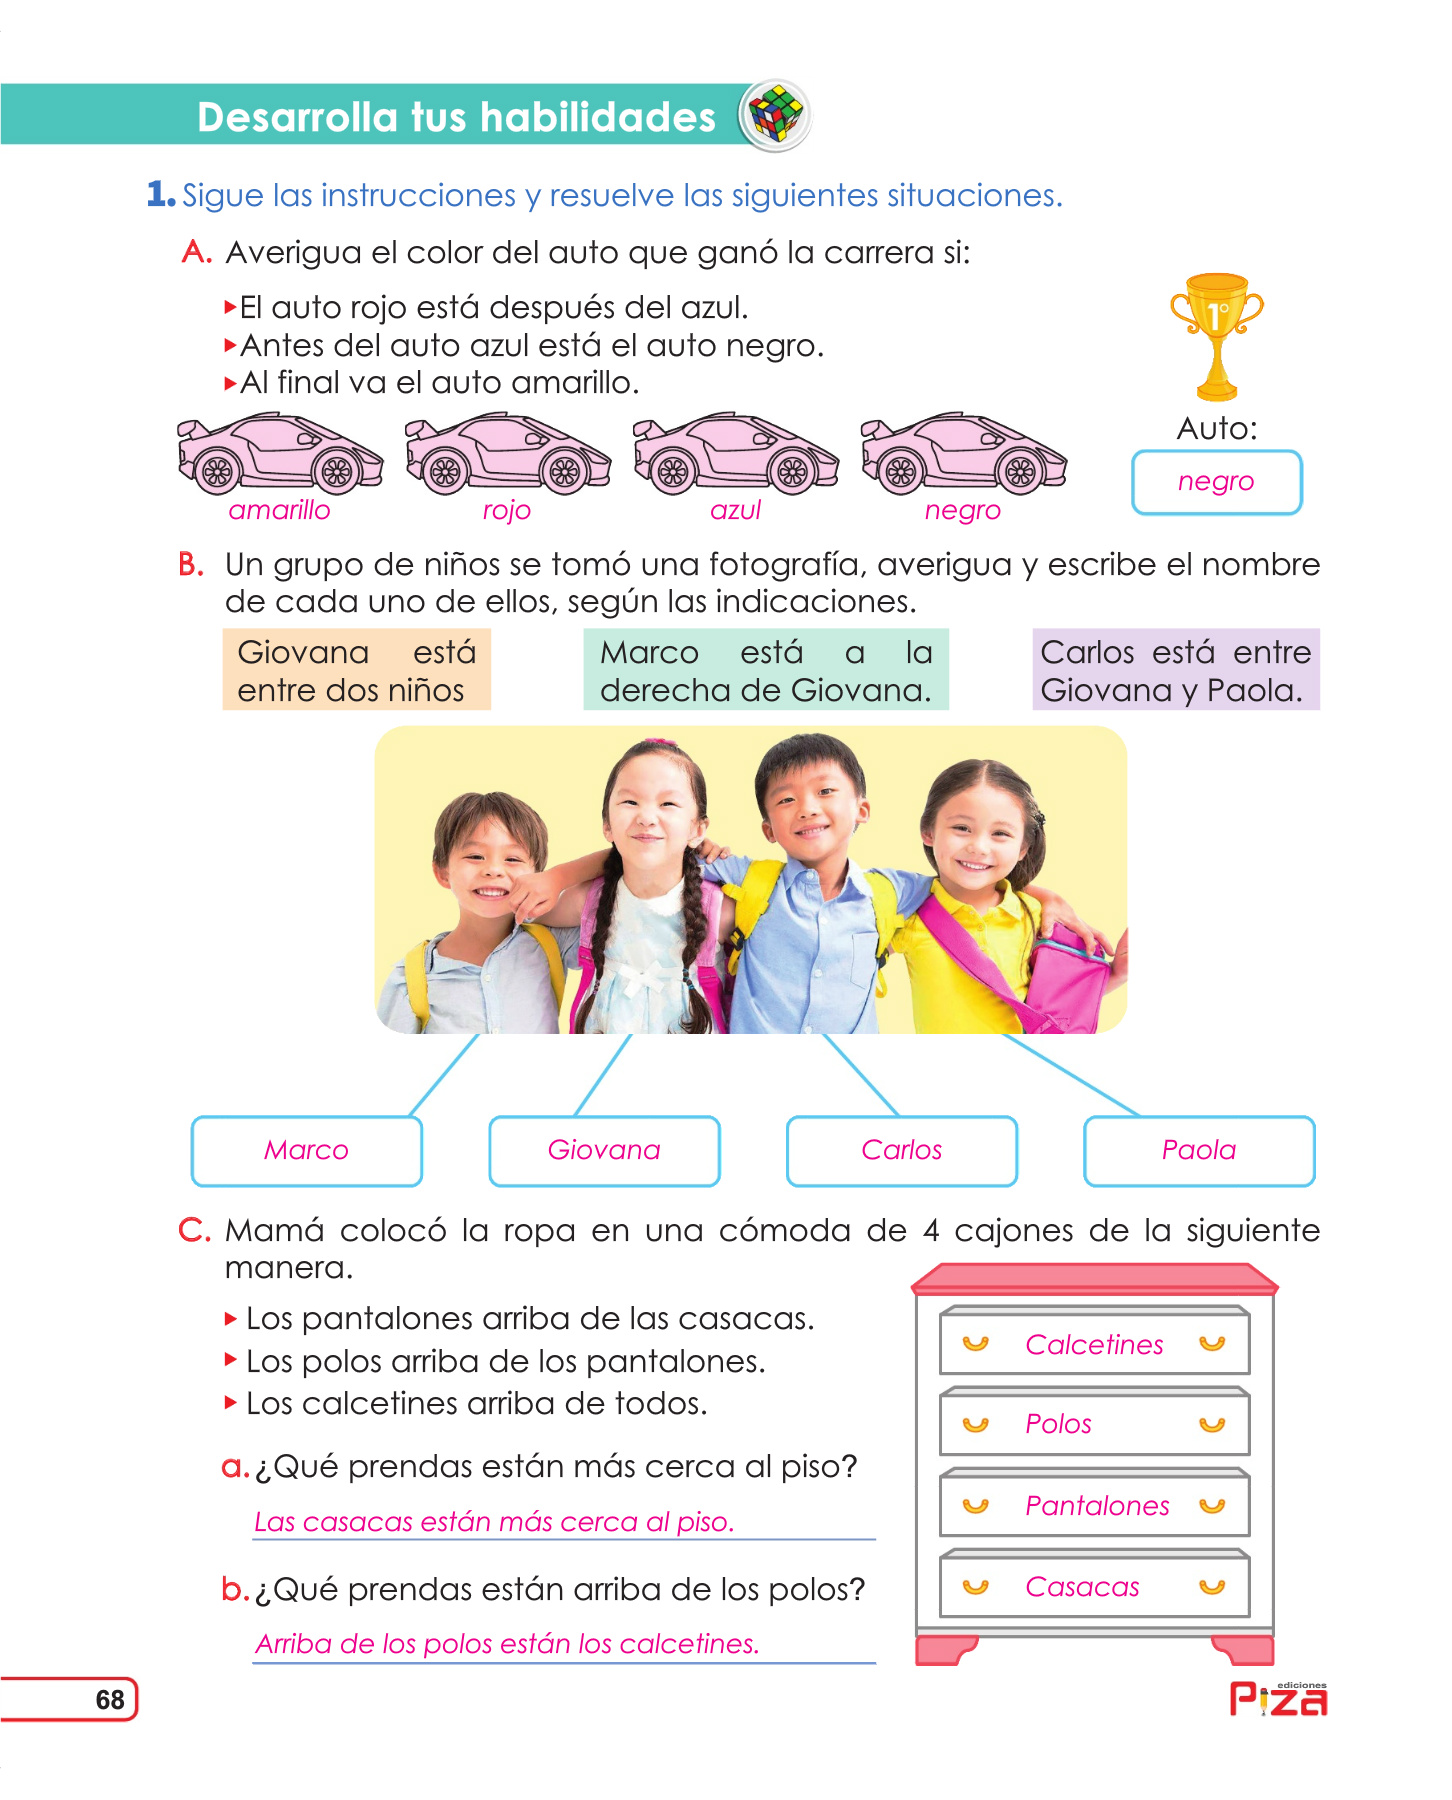 Desarrolla tus habilidades
1. Sigue las instrucciones y resuelve las siguientes situaciones.
A. Averigua el color del auto que ganó la carrera si:
El auto rojo está después del azul.
Antes del auto azul está el auto negro.
Al final va el auto amarillo.
1°
Auto:
negro
amarillo rojo azul negro
B. Un grupo de niños se tomó una fotografía, averigua y escribe el nombre
de cada uno de ellos, según las indicaciones.
Giovana está
entre dos niños
Marco está a la
derecha de Giovana.
Carlos está entre
Giovana y Paola.
Marco Giovana Carlos Paola
C. Mamá colocó la ropa en una cómoda de 4 cajones de la siguiente
manera.
Los pantalones arriba de las casacas.
Los polos arriba de los pantalones.
Los calcetines arriba de todos.
a. ¿Qué prendas están más cerca al piso?
Las casacas están más cerca al piso.
b. ¿Qué prendas están arriba de los polos?
Arriba de los polos están los calcetines.
Calcetines
Polos
Pantalones
Casacas
68
ediciones
Piza